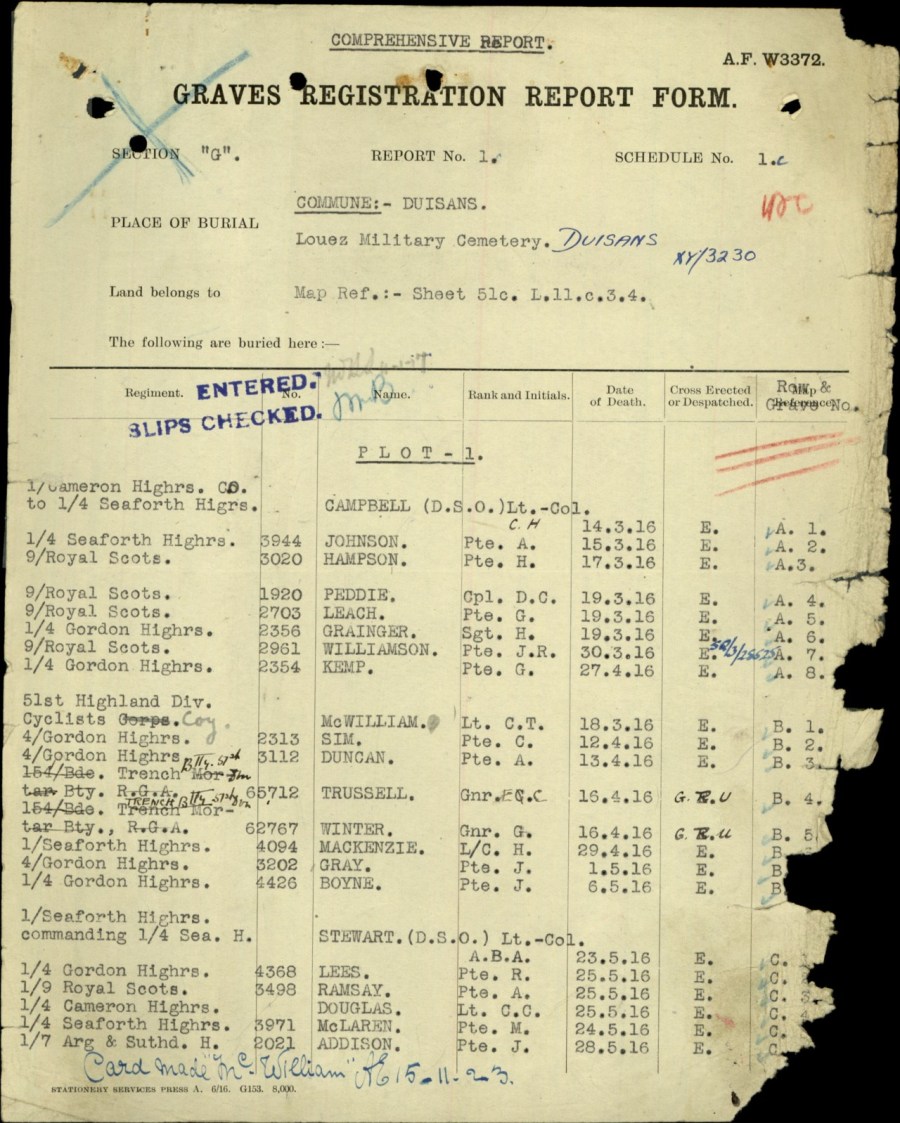 COMPREHENSIVE REPORT.
A.F. W3372.
GRAVES REGISTRATION REPORT FORM.
SECTION "G". REPORT No. 1. SCHEDULE No. 1.c
PLACE OF BURIAL
COMMUNE:- DUISANS.
Louez Military Cemetery. DUISANS
XY/3230
Land belongs to Map Ref.:- Sheet 51c. L.11.c.3.4.
The following are buried here:—
Regiment. No. Name. Rank and Initials. Date of Death. Cross Erected or Despatched. Row & Grave No.
ENTERED.
SLIPS CHECKED.
PLOT - 1.
1/Cameron Highrs. CO.
to 1/4 Seaforth Higrs. CAMPBELL (D.S.O.)Lt.-Col.
C.H 14.3.16 E. A. 1.
1/4 Seaforth Highrs. 3944 JOHNSON. Pte. A. 15.3.16 E. A. 2.
9/Royal Scots. 3020 HAMPSON. Pte. H. 17.3.16 E. A.3.
9/Royal Scots. 1920 PEDDIE. Cpl. D.C. 19.3.16 E. A. 4.
9/Royal Scots. 2703 LEACH. Pte. G. 19.3.16 E. A. 5.
1/4 Gordon Highrs. 2356 GRAINGER. Sgt. H. 19.3.16 E. A. 6.
9/Royal Scots. 2961 WILLIAMSON. Pte. J.R. 30.3.16 E. A. 7.
1/4 Gordon Highrs. 2354 KEMP. Pte. G. 27.4.16 E. A. 8.
51st Highland Div.
Cyclists Corps. Coy. McWILLIAM. Lt. C.T. 18.3.16 E. B. 1.
4/Gordon Highrs. 2313 SIM. Pte. C. 12.4.16 E. B. 2.
4/Gordon Highrs 3112 DUNCAN. Pte. A. 13.4.16 E. B. 3.
154/Bde. Trench Mor-
tar Bty. R.G.A. 65712 TRUSSELL. Gnr. 16.4.16 G.R.U B. 4.
154/Bde. Trench Mor-
TRENCH
tar Bty., R.G.A. 62767 WINTER. Gnr. G. 16.4.16 G.R.U B. 5
1/Seaforth Highrs. 4094 MACKENZIE. L/C. H. 29.4.16 E. B.
4/Gordon Highrs. 3202 GRAY. Pte. J. 1.5.16 E. B
1/4 Gordon Highrs. 4426 BOYNE. Pte. J. 6.5.16 E. B
1/Seaforth Highrs.
commanding 1/4 Sea. H. STEWART.(D.S.O.) Lt.-Col.
A.B.A. 23.5.16 E. C. 1
1/4 Gordon Highrs. 4368 LEES. Pte. R. 25.5.16 E. C.
1/9 Royal Scots. 3498 RAMSAY. Pte. A. 25.5.16 E. C. 3
1/4 Cameron Highrs. DOUGLAS. Lt. C.C. 25.5.16 E. C. 4
1/4 Seaforth Highrs. 3971 McLAREN. Pte. M. 24.5.16 E. C.
1/7 Arg & Suthd. H. 2021 ADDISON. Pte. J. 28.5.16 E. C
Card made "McWilliam" AE 15-11-23.
STATIONERY SERVICES PRESS A. 6/16. G153. 8,000.